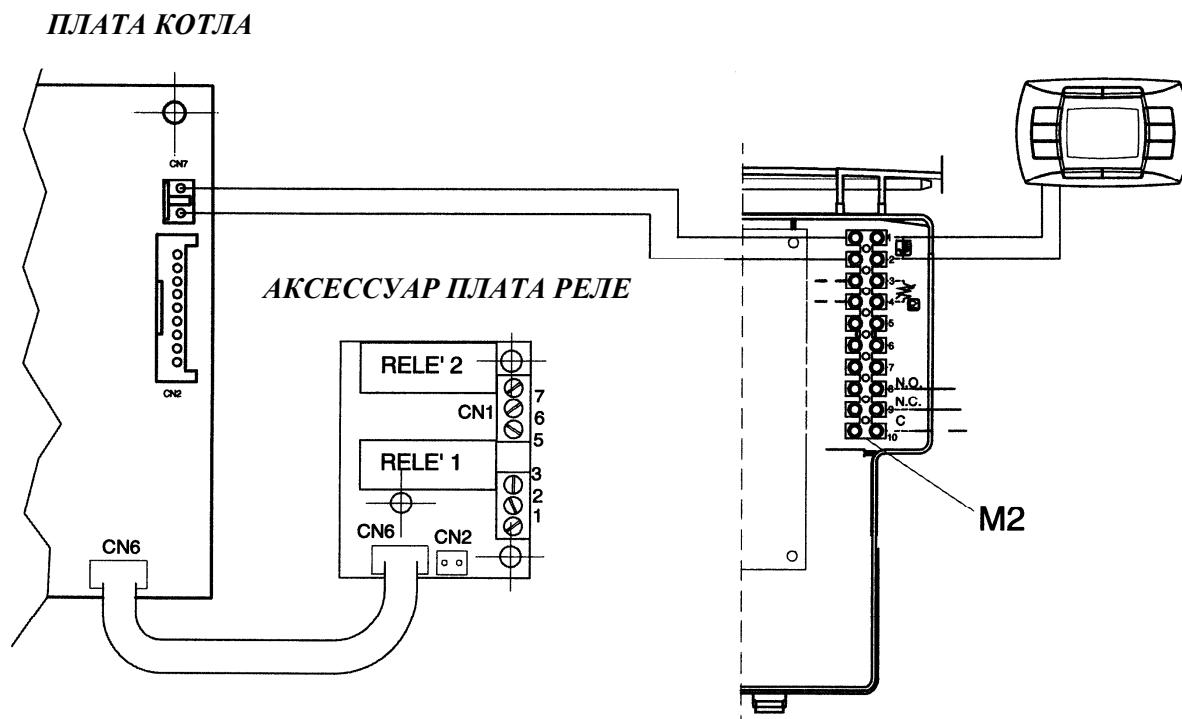 ПЛАТА КОТЛА
CN7
CN2
АКСЕССУАР ПЛАТА РЕЛЕ
RELE' 2
CN1
7
6
5
RELE' 1
3
2
1
CN6
CN2
CN6
1
2
3
4
5
6
7
8 N.O.
9 N.C.
C
10
M2